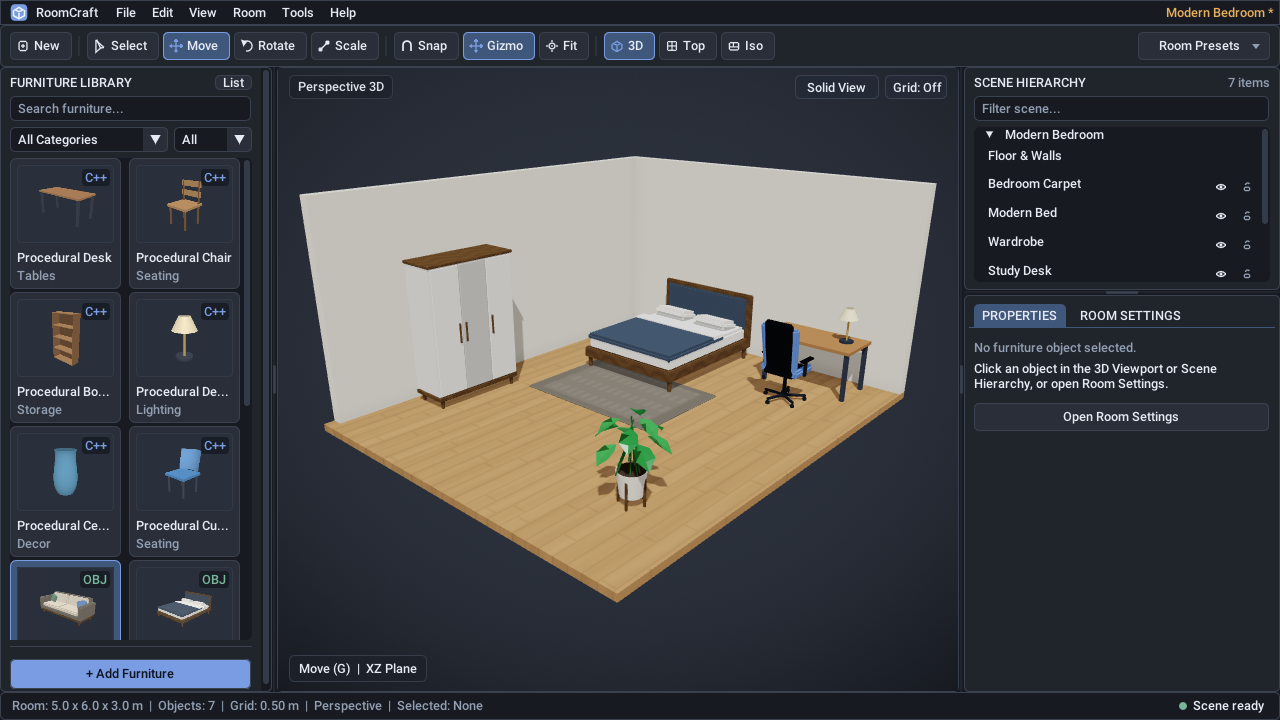 RoomCraft File Edit View Room Tools Help Modern Bedroom *
New Select Move Rotate Scale Snap Gizmo Fit 3D Top Iso Room Presets
FURNITURE LIBRARY List
Search furniture...
All Categories All
C++ C++
Procedural Desk Procedural Chair
Tables Seating
C++ C++
Procedural Bo... Procedural De...
Storage Lighting
C++ C++
Procedural Ce... Procedural Cu...
Decor Seating
OBJ OBJ
+ Add Furniture
Perspective 3D Solid View Grid: Off
Move (G) | XZ Plane
SCENE HIERARCHY 7 items
Filter scene...
Modern Bedroom
Floor & Walls
Bedroom Carpet
Modern Bed
Wardrobe
Study Desk
PROPERTIES ROOM SETTINGS
No furniture object selected.
Click an object in the 3D Viewport or Scene
Hierarchy, or open Room Settings.
Open Room Settings
Room: 5.0 x 6.0 x 3.0 m | Objects: 7 | Grid: 0.50 m | Perspective | Selected: None Scene ready